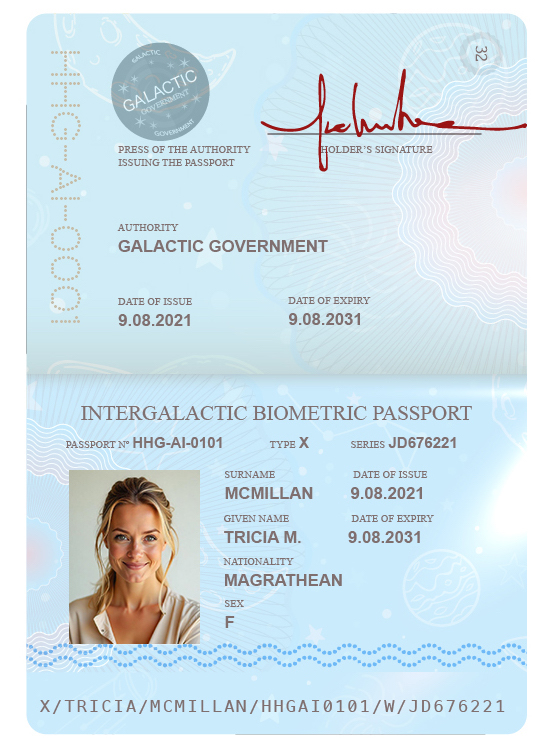 32
GALACTIC
GALACTIC
GOVERNMENT
GOVERNMENT
PRESS OF THE AUTHORITY
ISSUING THE PASSPORT
HOLDER'S SIGNATURE
AUTHORITY
GALACTIC GOVERNMENT
DATE OF ISSUE DATE OF EXPIRY
9.08.2021 9.08.2031
INTERGALACTIC BIOMETRIC PASSPORT
PASSPORT Nº HHG-AI-0101 TYPE X SERIES JD676221
SURNAME DATE OF ISSUE
MCMILLAN 9.08.2021
GIVEN NAME DATE OF EXPIRY
TRICIA M. 9.08.2031
NATIONALITY
MAGRATHEAN
SEX
F
X/TRICIA/MCMILLAN/HHGAI0101/W/JD676221